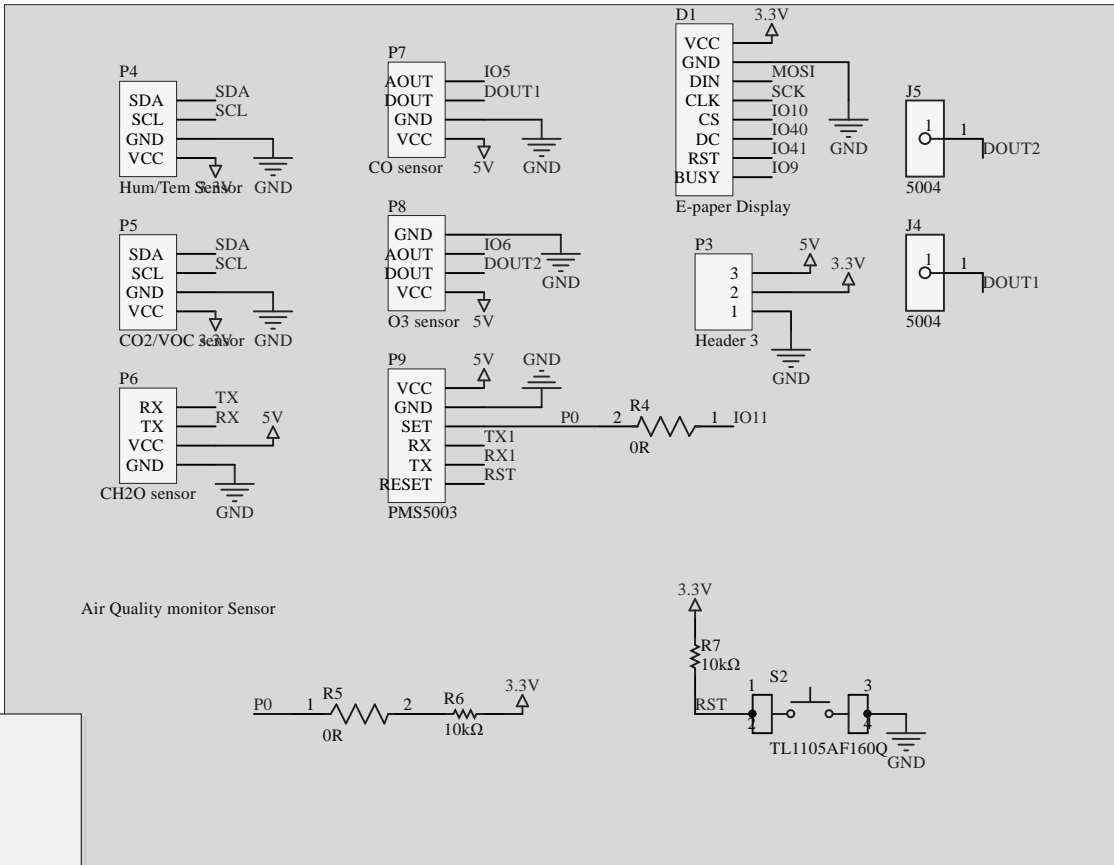 P4
SDA SDA
SCL SCL
GND
VCC
3.3V
GND
Hum/Tem Sensor
P5
SDA SDA
SCL SCL
GND
VCC
3.3V
GND
CO2/VOC sensor
P6
RX TX
TX RX
VCC 5V
GND
GND
CH2O sensor
P7
AOUT IO5
DOUT DOUT1
GND
VCC
5V GND
CO sensor
P8
GND
AOUT IO6
DOUT DOUT2
VCC
GND
5V
O3 sensor
P9
5V GND
VCC
GND
SET P0 2 R4 1 IO11
0R
RX TX1
TX RX1
RESET RST
PMS5003
D1
3.3V
VCC
GND
DIN MOSI
CLK SCK
CS IO10
DC IO40
RST IO41
BUSY IO9
GND
E-paper Display
P3
5V
3.3V
3
2
1
Header 3
GND
J5
1 1 DOUT2
5004
J4
1 1 DOUT1
5004
Air Quality monitor Sensor
P0 1 R5 2 R6 3.3V
0R 10kΩ
3.3V
R7
10kΩ
RST
1 S2 3
2 4
TL1105AF160Q
GND